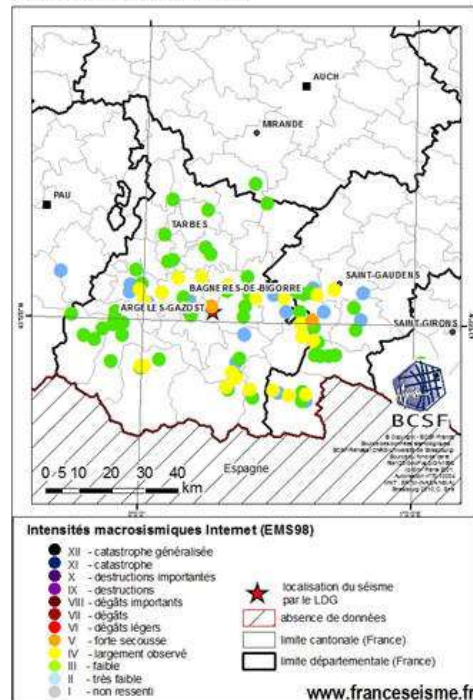 AUCH
MIRANDE
PAU
TARBES
BAGNERES-DE-BIGORRE
SAINT-GAUDENS
ARGELES-GAZOST
SAINT-GIRONS
BCSF
Espagne
0 5 10 20 30 40
km
Intensités macrosismiques Internet (EMS98)
XII - catastrophe généralisée
XI - catastrophe
X - destructions importantes
IX - destructions
VIII - dégâts importants
VII - dégâts
VI - dégâts légers
V - forte secousse
IV - largement observé
III - faible
II - très faible
I - non ressenti
localisation du séisme
par le LDG
absence de données
limite cantonale (France)
limite départementale (France)
www.franceseisme.fr